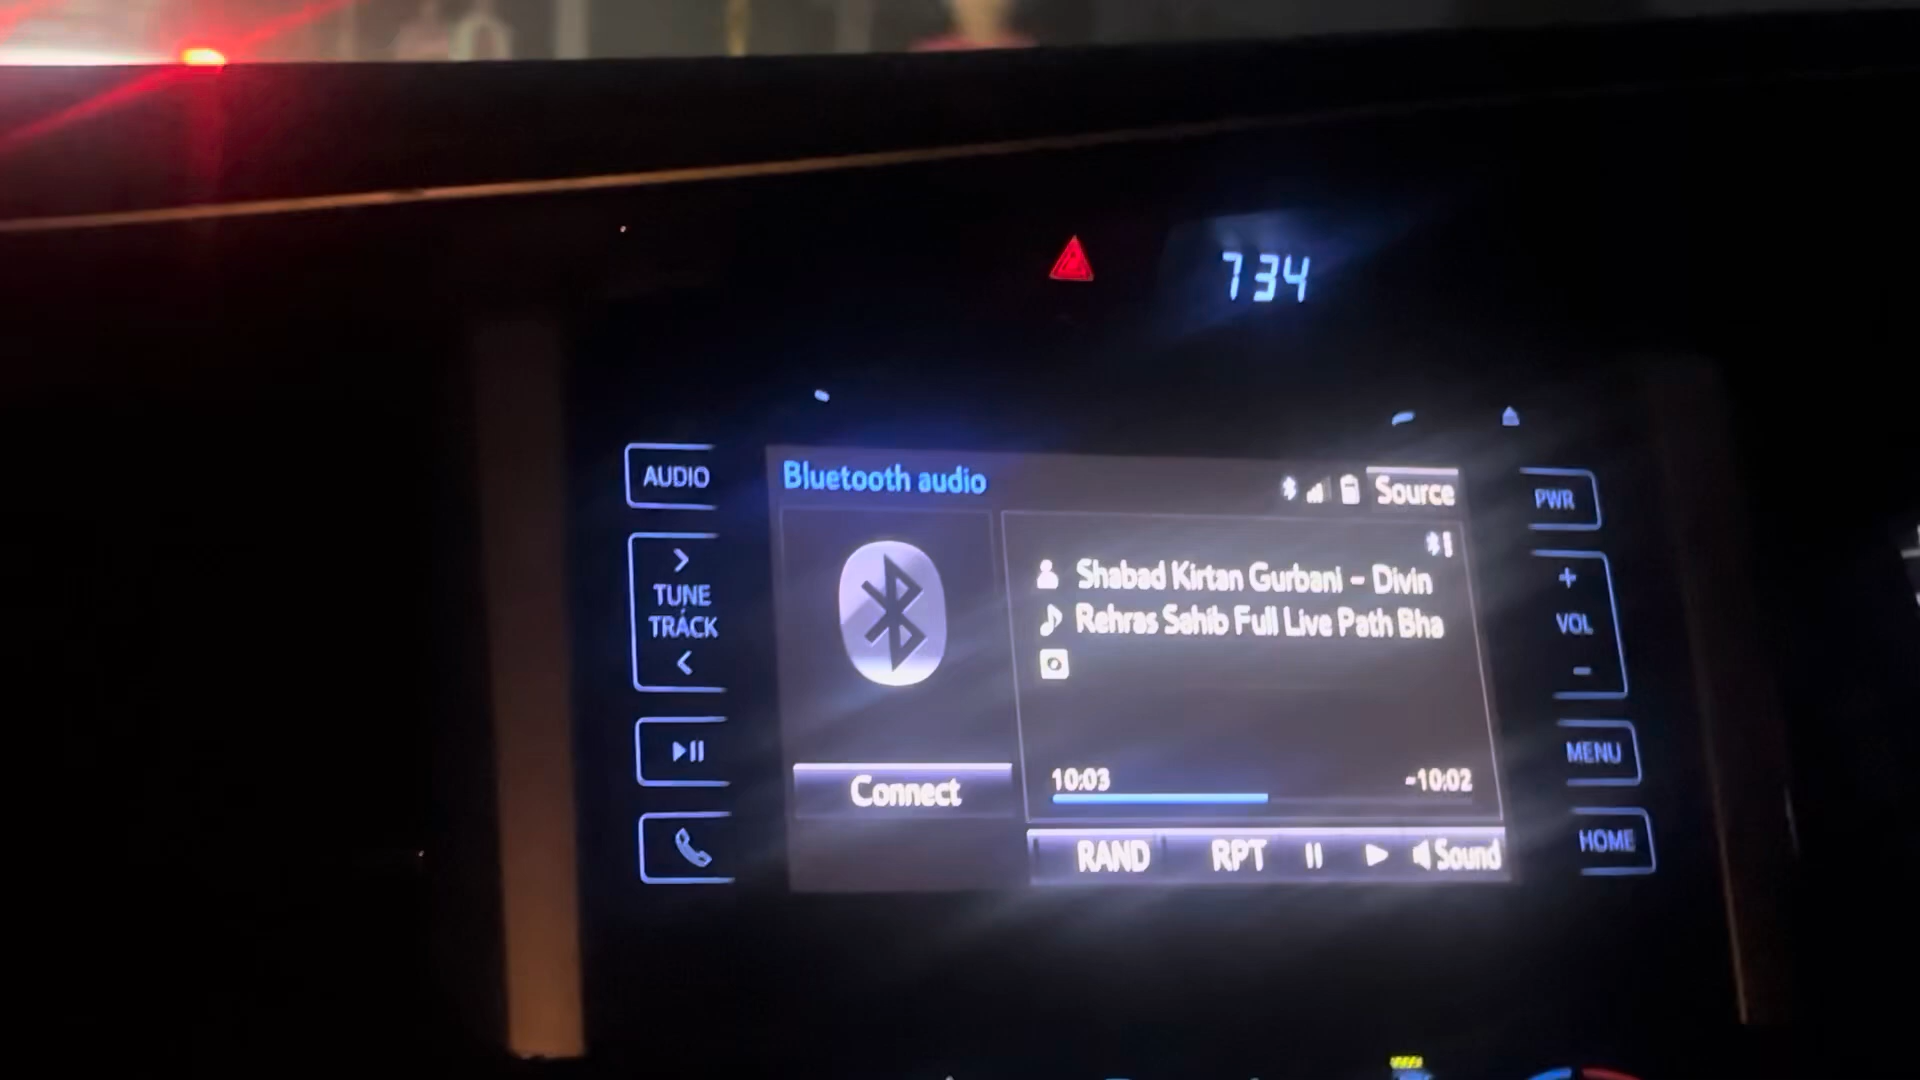 734
AUDIO
Bluetooth audio
Source
PWR
TUNE
TRACK
Shabad Kirtan Gurbani - Divin
Rehras Sahib Full Live Path Bha
+
VOL
-
MENU
Connect
10:03
-10:02
HOME
RAND
RPT
Sound